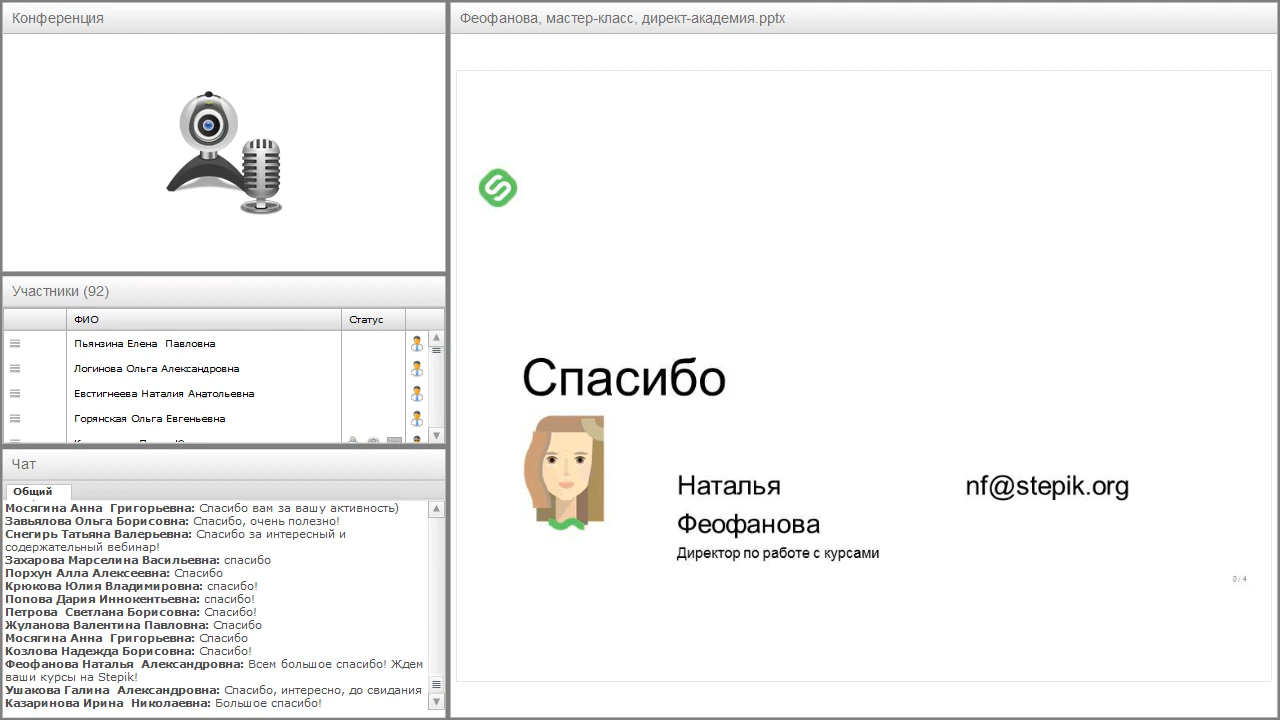 Конференция
Участники (92)
ФИО Статус
Пьянзина Елена Павловна
Логинова Ольга Александровна
Евстигнеева Наталия Анатольевна
Горянская Ольга Евгеньевна
Чат
Общий
Мосягина Анна Григорьевна: Спасибо вам за вашу активность)
Завьялова Ольга Борисовна: Спасибо, очень полезно!
Снегирь Татьяна Валерьевна: Спасибо за интересный и
содержательный вебинар!
Захарова Марселина Васильевна: спасибо
Порхун Алла Алексеевна: Спасибо
Крюкова Юлия Владимировна: спасибо!
Попова Дария Иннокентьевна: спасибо!
Петрова Светлана Борисовна: Спасибо!
Жуланова Валентина Павловна: Спасибо
Мосягина Анна Григорьевна: Спасибо
Козлова Надежда Борисовна: Спасибо!
Феофанова Наталья Александровна: Всем большое спасибо! Ждем
ваши курсы на Stepik!
Ушакова Галина Александровна: Спасибо, интересно, до свидания
Казаринова Ирина Николаевна: Большое спасибо!
Феофанова, мастер-класс, директ-академия.pptx
Спасибо
Наталья nf@stepik.org
Феофанова
Директор по работе с курсами
0 / 4